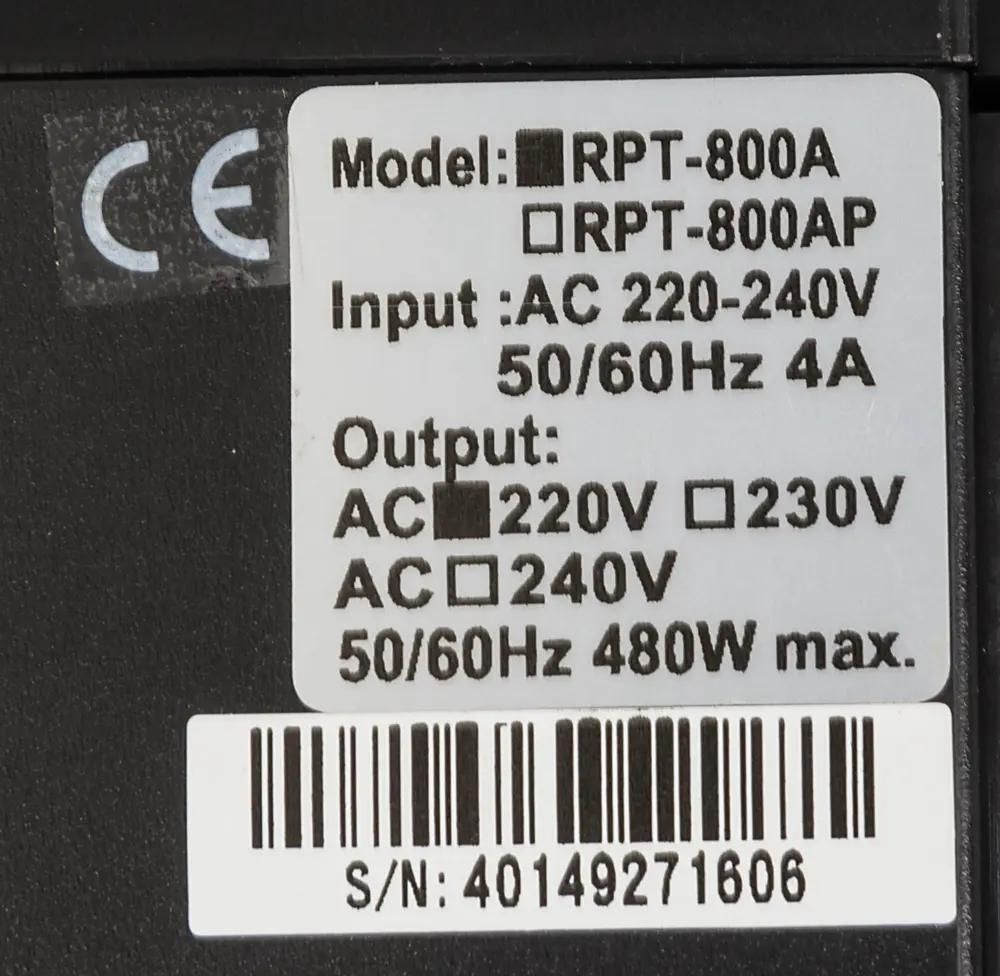 CE
Model:■RPT-800A
□RPT-800AP
Input :AC 220-240V
50/60Hz 4A
Output:
AC■220V □230V
AC□240V
50/60Hz 480W max.
S/N: 40149271606